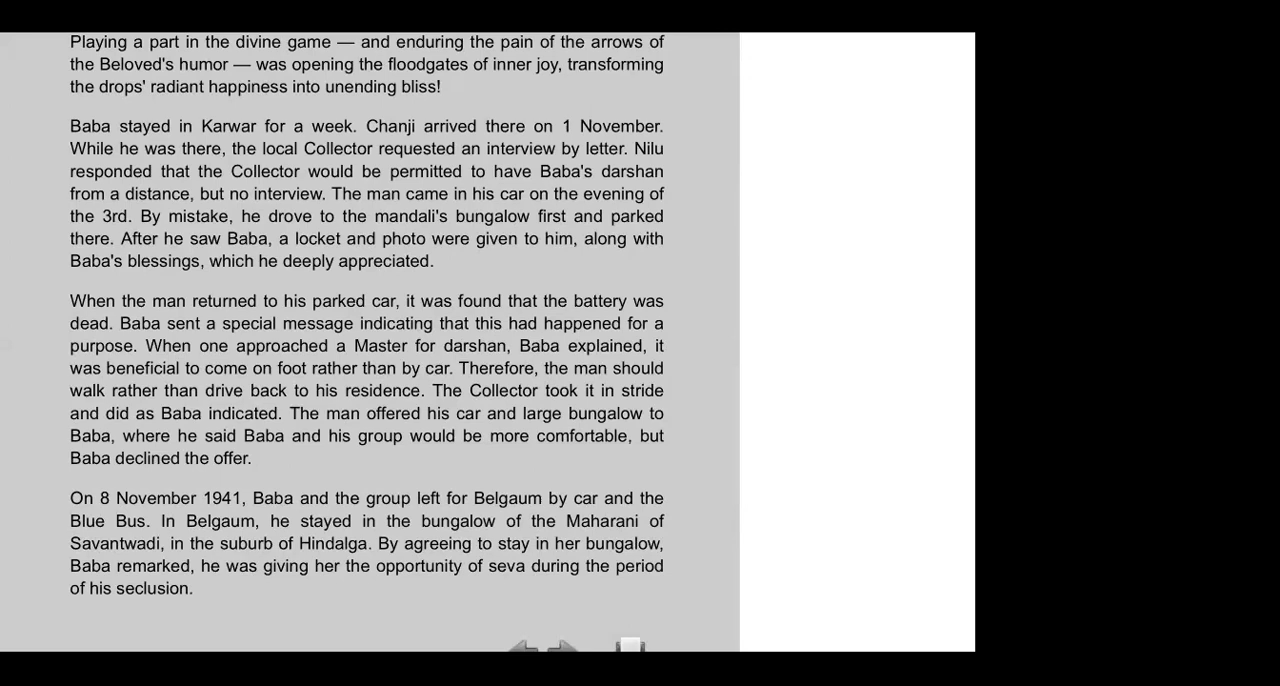 Playing a part in the divine game — and enduring the pain of the arrows of
the Beloved's humor — was opening the floodgates of inner joy, transforming
the drops' radiant happiness into unending bliss!
Baba stayed in Karwar for a week. Chanji arrived there on 1 November.
While he was there, the local Collector requested an interview by letter. Nilu
responded that the Collector would be permitted to have Baba's darshan
from a distance, but no interview. The man came in his car on the evening of
the 3rd. By mistake, he drove to the mandali's bungalow first and parked
there. After he saw Baba, a locket and photo were given to him, along with
Baba's blessings, which he deeply appreciated.
When the man returned to his parked car, it was found that the battery was
dead. Baba sent a special message indicating that this had happened for a
purpose. When one approached a Master for darshan, Baba explained, it
was beneficial to come on foot rather than by car. Therefore, the man should
walk rather than drive back to his residence. The Collector took it in stride
and did as Baba indicated. The man offered his car and large bungalow to
Baba, where he said Baba and his group would be more comfortable, but
Baba declined the offer.
On 8 November 1941, Baba and the group left for Belgaum by car and the
Blue Bus. In Belgaum, he stayed in the bungalow of the Maharani of
Savantwadi, in the suburb of Hindalga. By agreeing to stay in her bungalow,
Baba remarked, he was giving her the opportunity of seva during the period
of his seclusion.